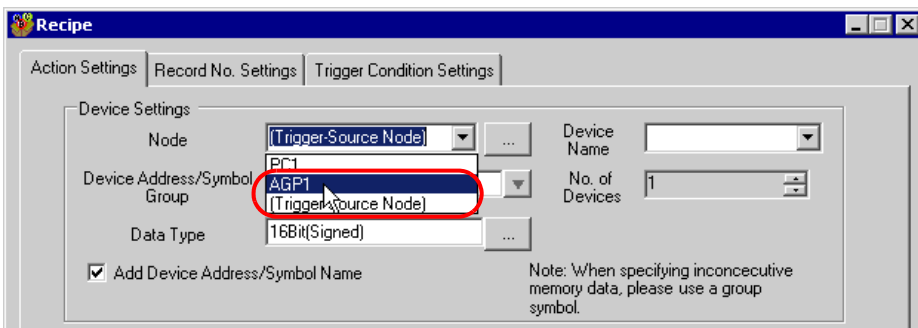 Recipe
Action Settings Record No. Settings Trigger Condition Settings
Device Settings
Node (Trigger-Source Node) ... Device Name
PC1
Device Address/Symbol Group AGP1 No. of Devices 1
(Trigger-Source Node)
Data Type 16Bit(Signed) ...
Add Device Address/Symbol Name
Note: When specifying inconcecutive
memory data, please use a group
symbol.